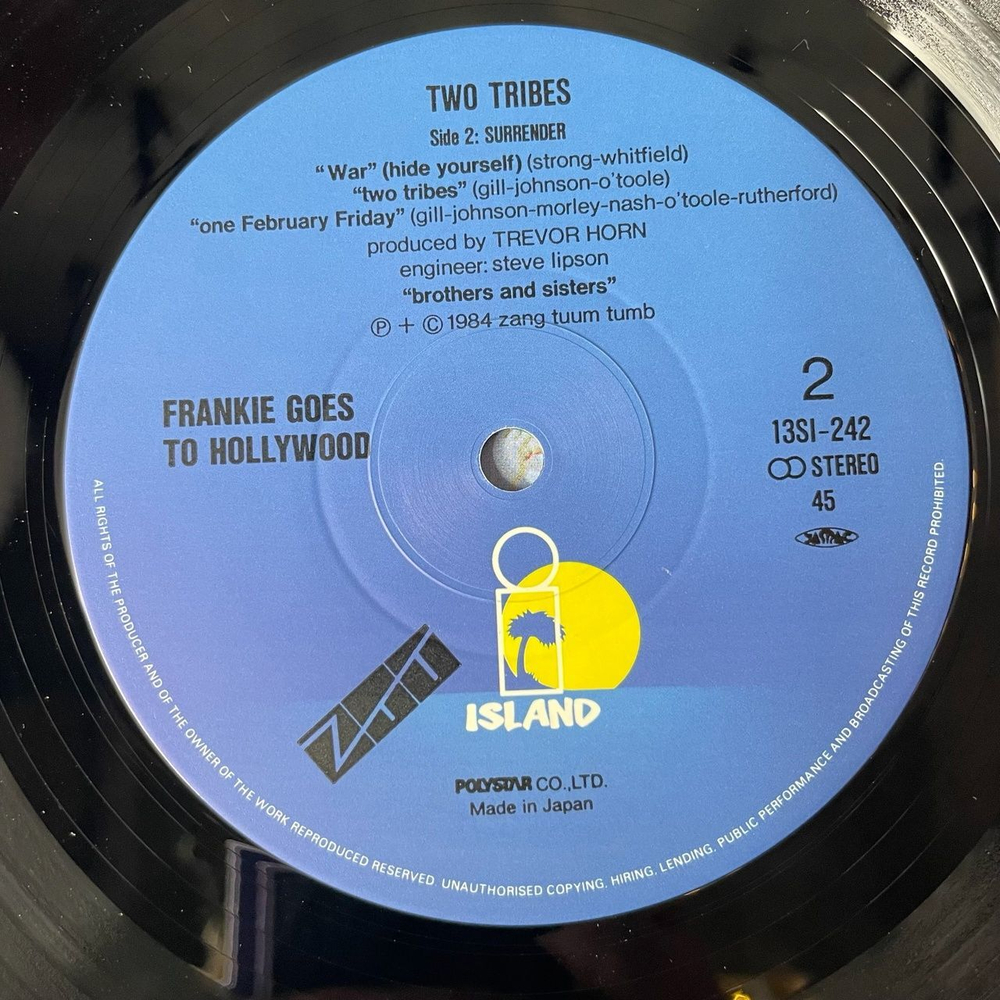 TWO TRIBES
Side 2: SURRENDER
"War" (hide yourself) (strong-whitfield)
"two tribes" (gill-johnson-o'toole)
"one February Friday" (gill-johnson-morley-nash-o'toole-rutherford)
produced by TREVOR HORN
engineer: steve lipson
"brothers and sisters"
Ⓟ + © 1984 zang tuum tumb
FRANKIE GOES
TO HOLLYWOOD
2
13SI-242
STEREO
45
ZTT
ISLAND
POLYSTAR CO.,LTD.
Made in Japan
ALL RIGHTS OF THE PRODUCER AND OF THE OWNER OF THE WORK REPRODUCED RESERVED. UNAUTHORISED COPYING. HIRING. LENDING. PUBLIC PERFORMANCE AND BROADCASTING OF THIS RECORD PROHIBITED.